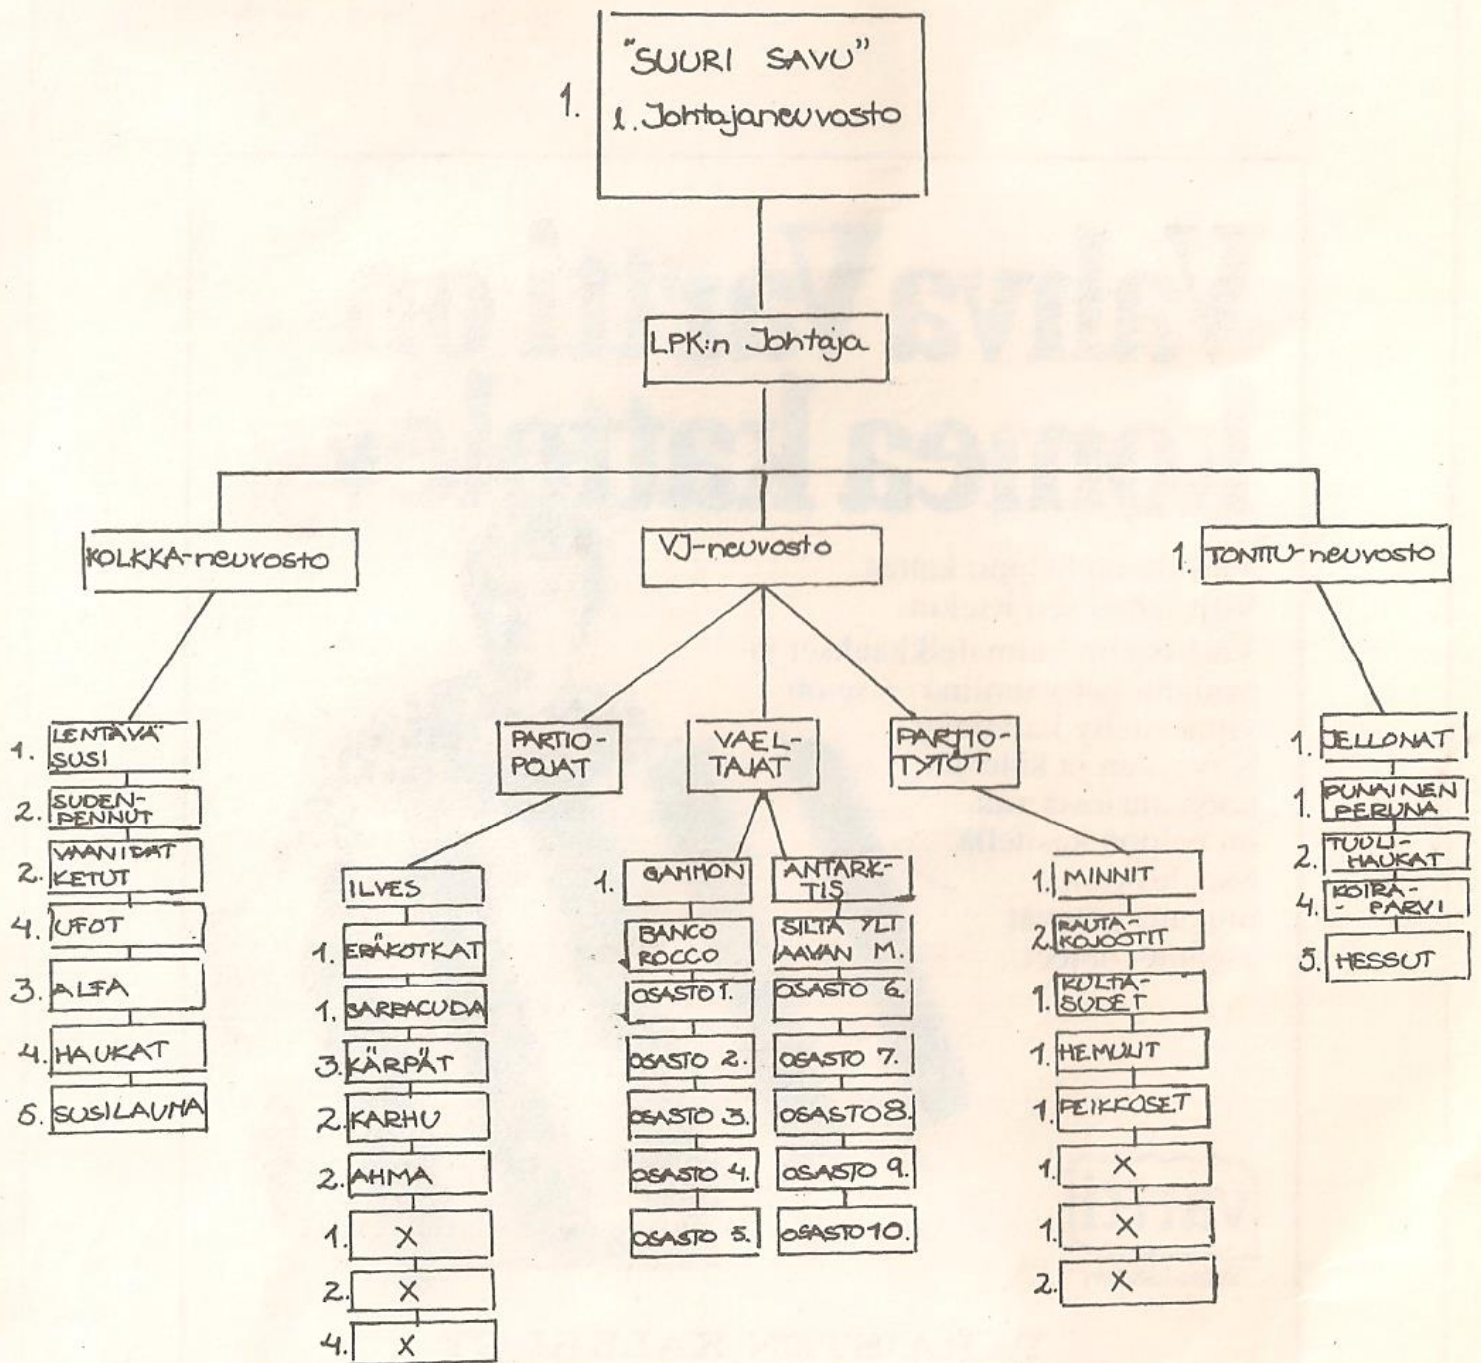 1.
"SUURI SAVU"
l. Johtajaneuvosto
LPK:n Johtaja
KOLKKA-neuvosto
VJ-neuvosto
1. TONTTU-neuvosto
1. LENTÄVÄ
SUSI
2. SUDEN-
PENNUT
2. VAANIVAT
KETUT
4. UFOT
3. ALFA
4. HAUKAT
5. SUSILAUMA
PARTIO-
POJAT
ILVES
1. ERÄKOTKAT
1. BARRACUDA
3. KÄRPÄT
2. KARHU
2. AHMA
1. X
2. X
4. X
VAEL-
TAJAT
1. GAMMON
BANCO
ROCCO
OSASTO 1.
OSASTO 2.
OSASTO 3.
OSASTO 4.
OSASTO 5.
ANTARK-
TIS
SILTA YLI
AAVAN M.
OSASTO 6.
OSASTO 7.
OSASTO 8.
OSASTO 9.
OSASTO 10.
PARTIO-
TYTÖT
1. MINNIT
2. RAUTA-
KOJOOTIT
1. KULTA-
SUDET
1. HEMULIT
1. PEIKKOSET
1. X
1. X
2. X
1. JELLONAT
1. PUNAINEN
PERUNA
2. TUULI-
HAUKAT
4. KOIRA-
- PARVI
5. HESSUT